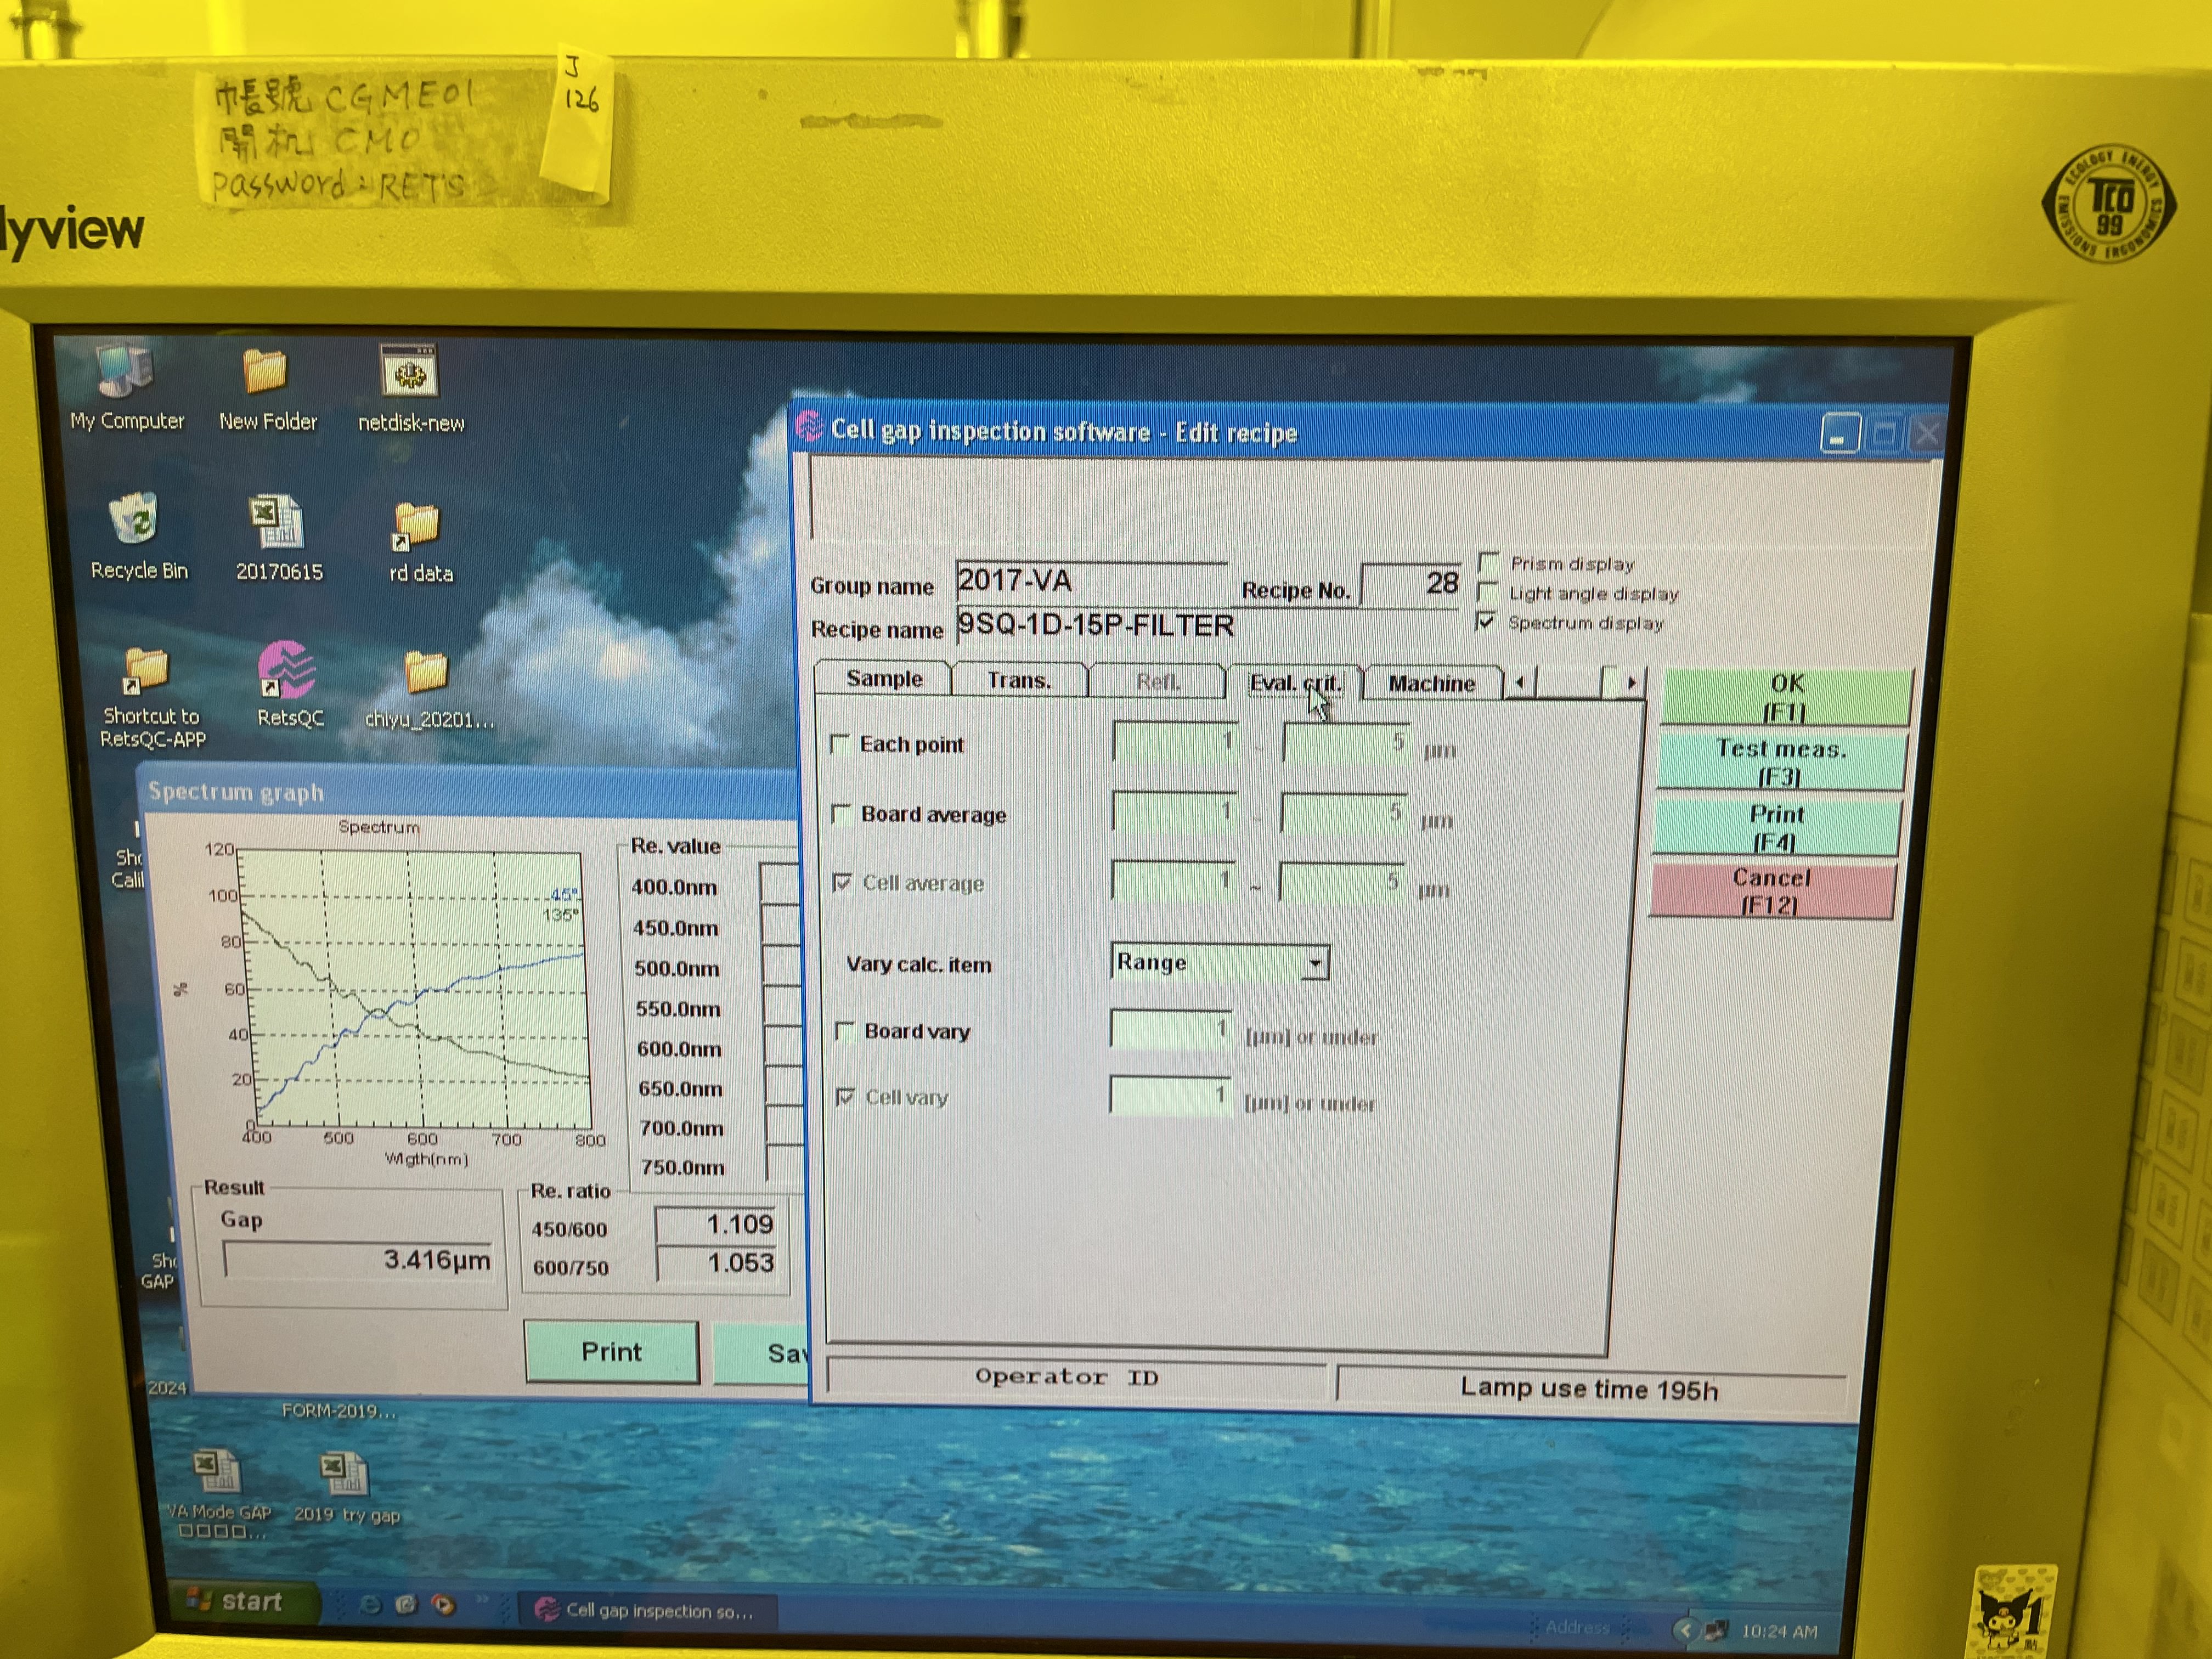 帳號 CGME01
開机 CMO
password:RETS
J
126
lyview
ECOLOGY ENERGY
TCO
99
EMISSIONS ERGONOMICS
My Computer
New Folder
netdisk-new
Recycle Bin
20170615
rd data
Shortcut to
RetsQC-APP
RetsQC
chiyu_20201...
Cell gap inspection software - Edit recipe
Group name
2017-VA
Recipe No.
28
Recipe name
9SQ-1D-15P-FILTER
Prism display
Light angle display
Spectrum display
Sample
Trans.
Refl.
Eval. crit.
Machine
Each point
1
~
5
µm
Board average
1
~
5
µm
Cell average
1
~
5
µm
Vary calc. item
Range
Board vary
1
[µm] or under
Cell vary
1
[µm] or under
OK
(F1)
Test meas.
(F3)
Print
(F4)
Cancel
(F12)
Operator ID
Lamp use time 195h
Sho
Cali
Spectrum graph
Spectrum
120
100
80
60
40
20
0
%
45°
135°
400
500
600
700
800
Wlgth(nm)
Re. value
400.0nm
450.0nm
500.0nm
550.0nm
600.0nm
650.0nm
700.0nm
750.0nm
Result
Gap
3.416µm
Re. ratio
450/600
1.109
600/750
1.053
Print
Sav
Sho
GAP
2024
FORM-2019...
VA Mode GAP
□□□□...
2019 try gap
start
Cell gap inspection so...
Address
10:24 AM
1
點